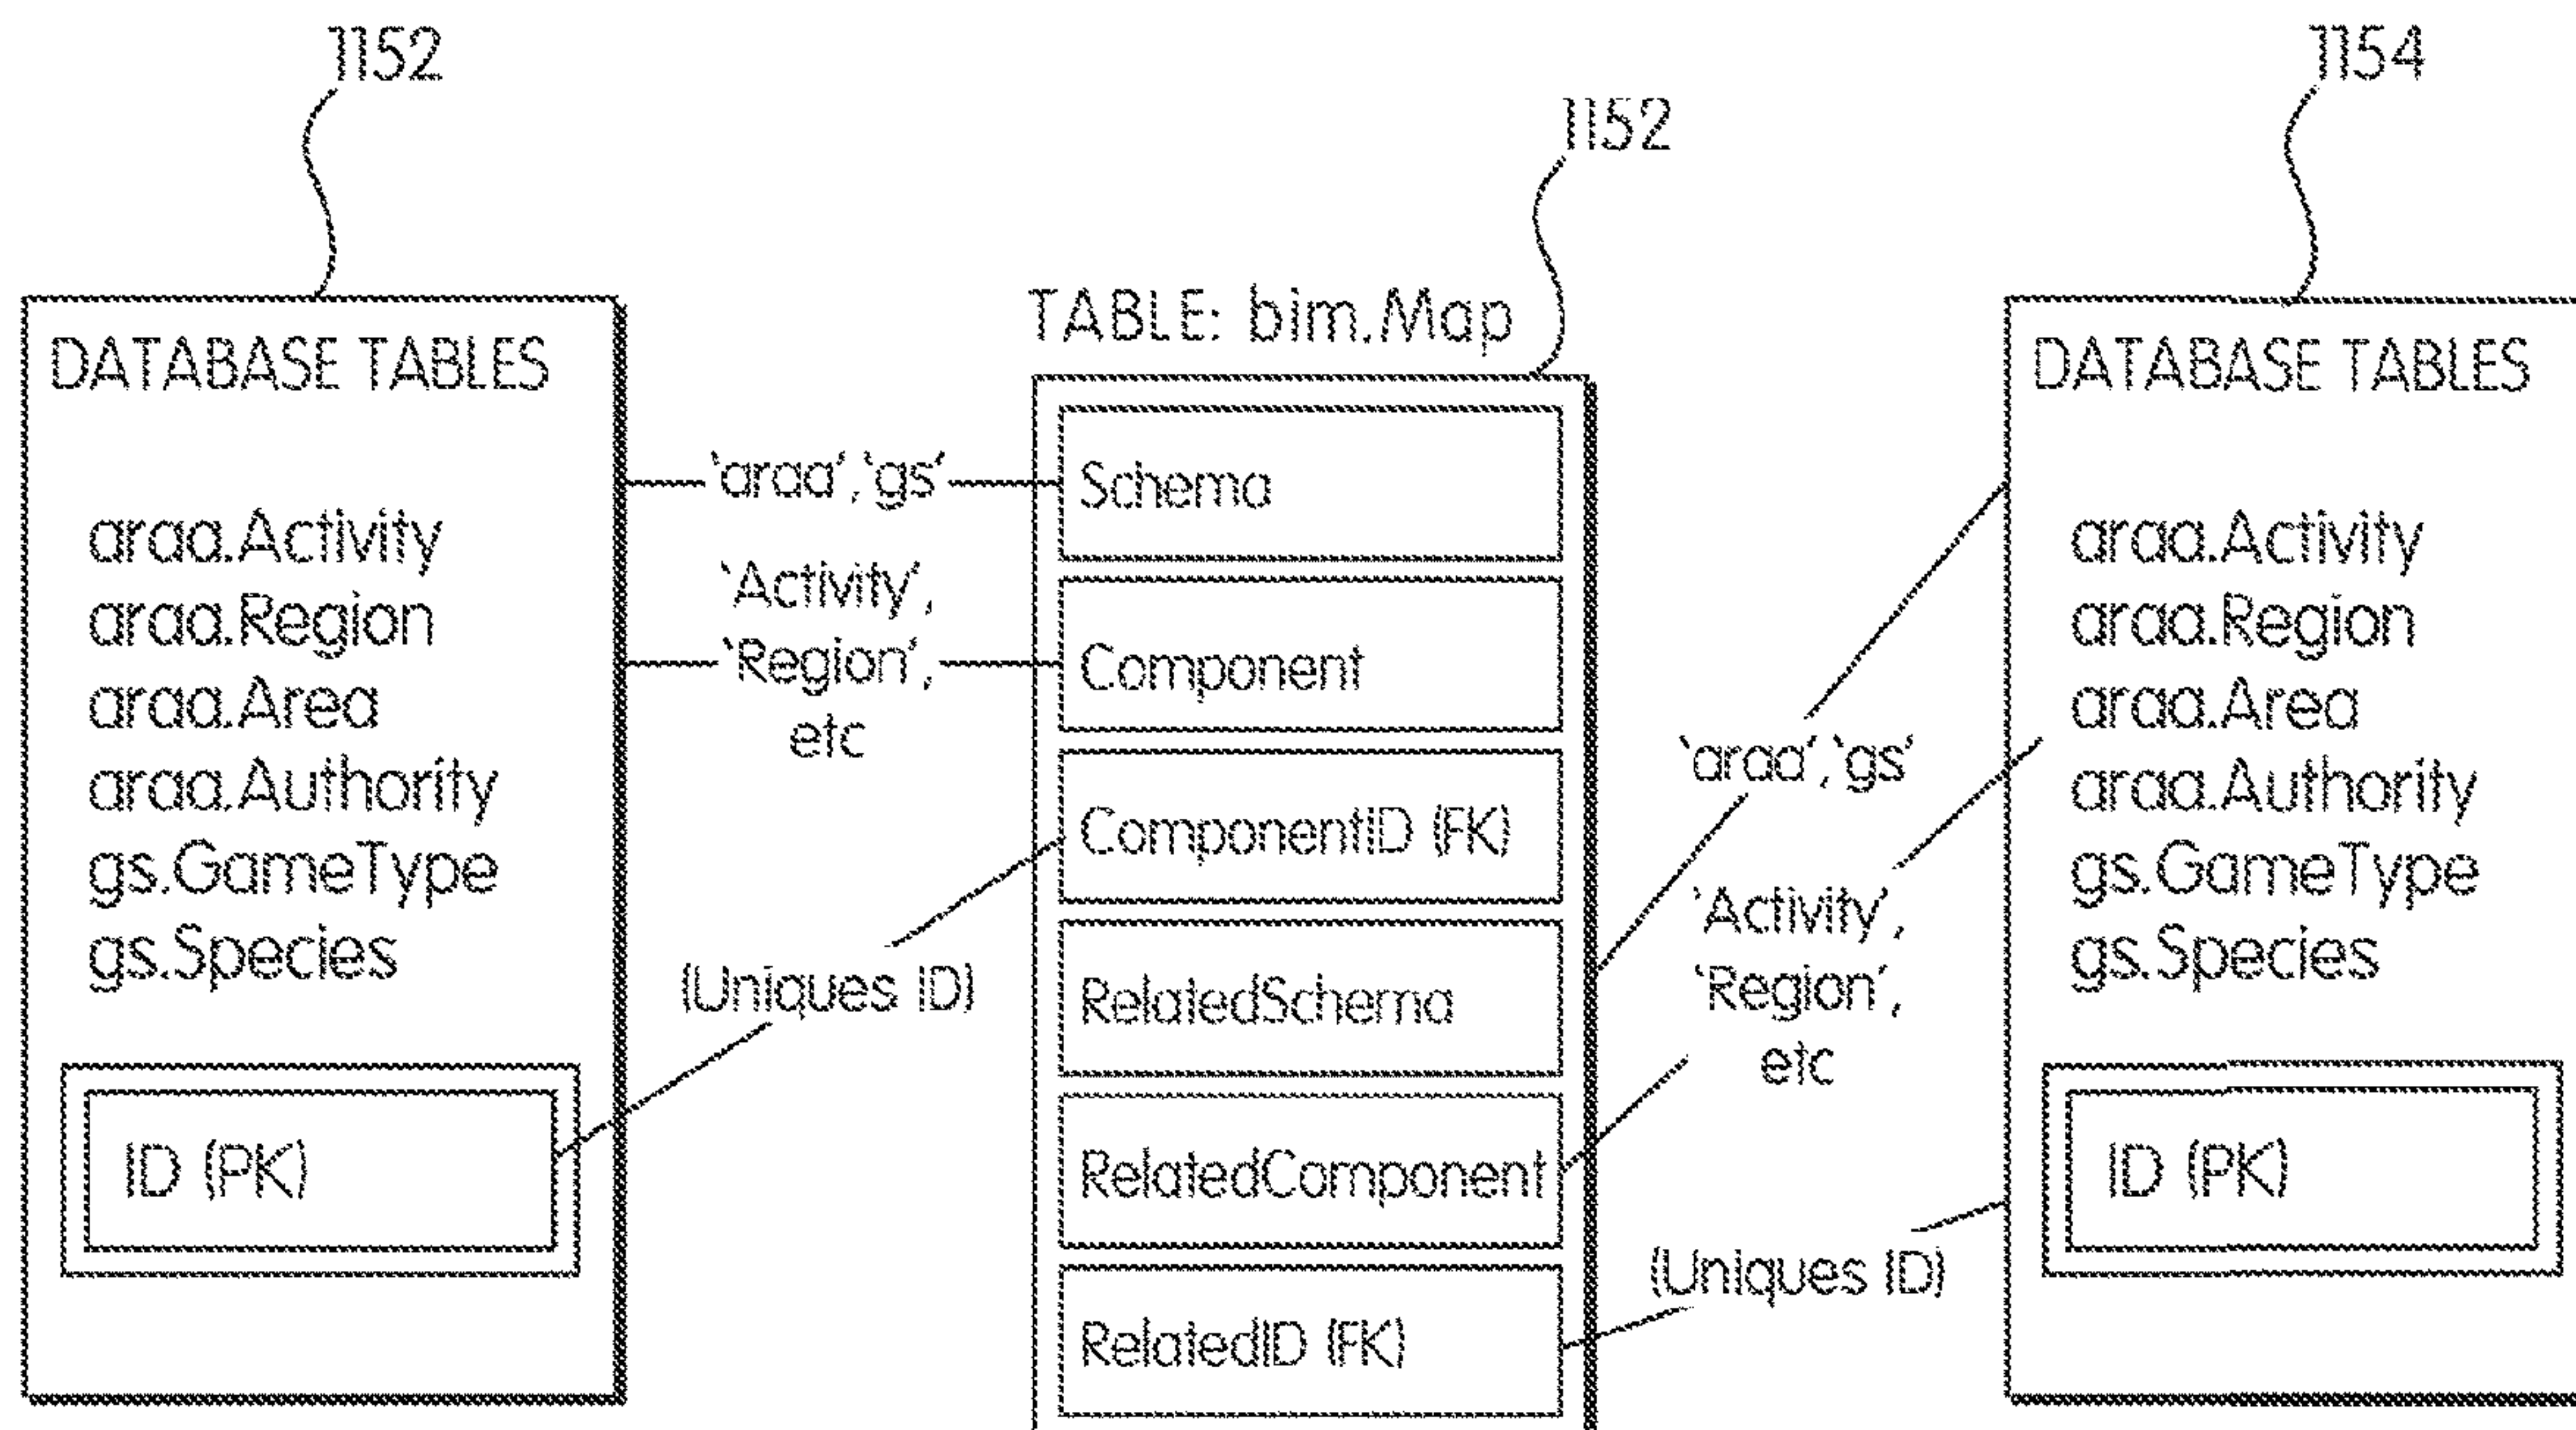 1152
1152
1154
DATABASE TABLES
araa.Activity
araa.Region
araa.Area
araa.Authority
gs.GameType
gs.Species
ID (PK)
'araa', 'gs'
'Activity',
'Region',
etc
(Uniques ID)
TABLE: bim.Map
Schema
Component
ComponentID (FK)
RelatedSchema
RelatedComponent
RelatedID (FK)
'araa', 'gs'
'Activity',
'Region',
etc
(Uniques ID)
DATABASE TABLES
araa.Activity
araa.Region
araa.Area
araa.Authority
gs.GameType
gs.Species
ID (PK)